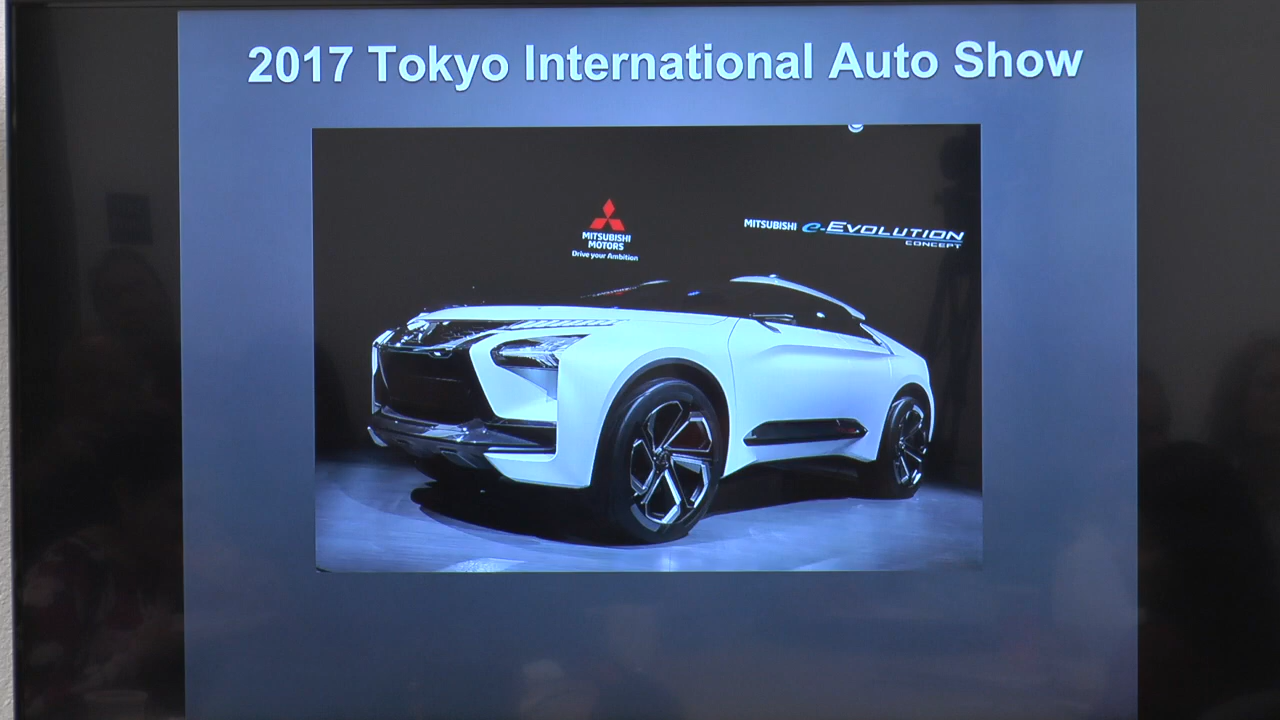 2017 Tokyo International Auto Show
MITSUBISHI
MOTORS
Drive your Ambition
MITSUBISHI e-EVOLUTION
CONCEPT